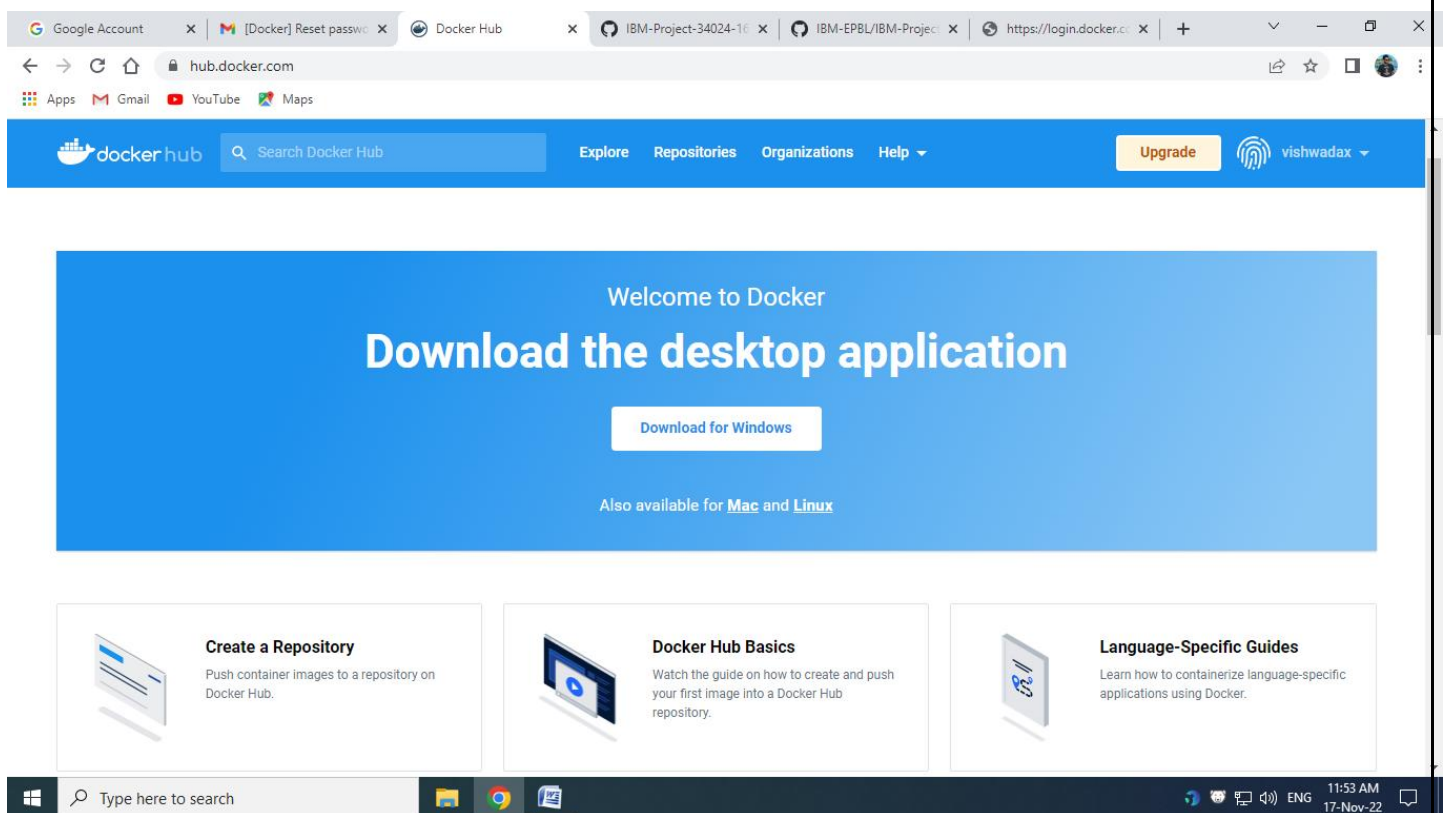 Google Account
[Docker] Reset passwo
Docker Hub
IBM-Project-34024-16
IBM-EPBL/IBM-Project
https://login.docker.co
hub.docker.com
Apps Gmail YouTube Maps
docker hub
Search Docker Hub
Explore Repositories Organizations Help
Upgrade
vishwadax
Welcome to Docker
Download the desktop application
Download for Windows
Also available for Mac and Linux
Create a Repository
Push container images to a repository on
Docker Hub.
Docker Hub Basics
Watch the guide on how to create and push
your first image into a Docker Hub
repository.
Language-Specific Guides
Learn how to containerize language-specific
applications using Docker.
Type here to search
ENG
11:53 AM
17-Nov-22